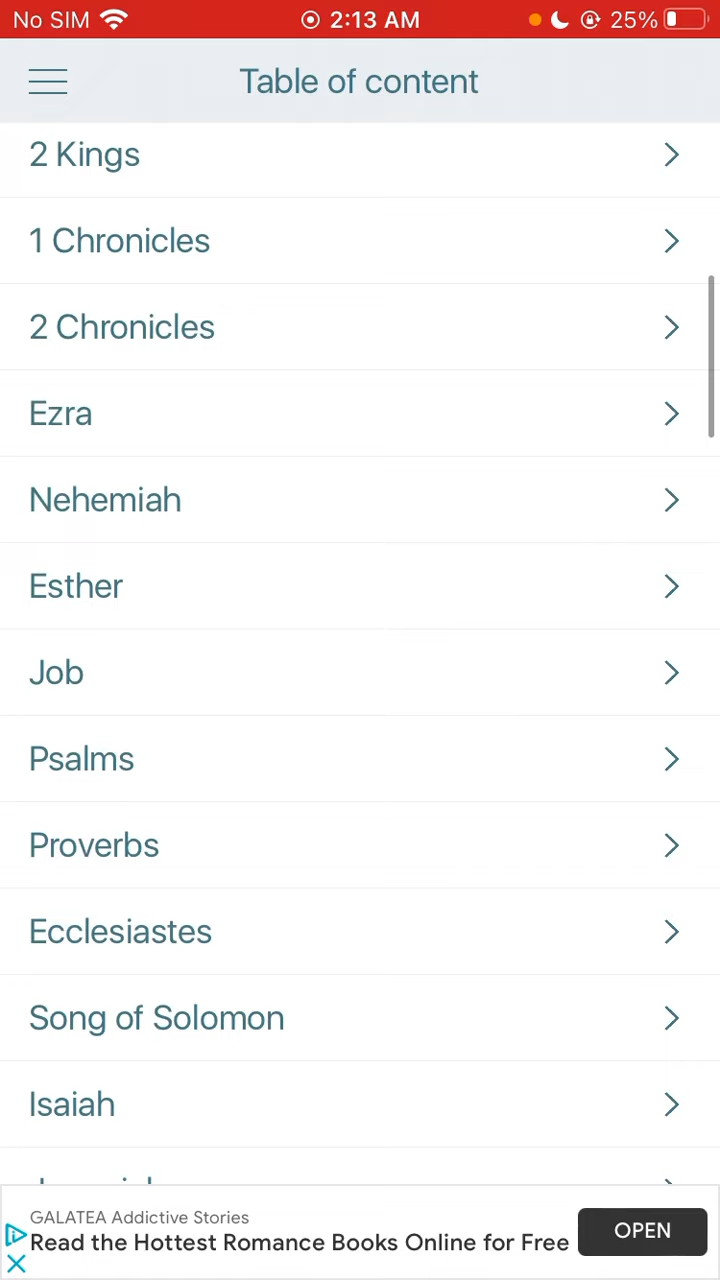 No SIM 2:13 AM 25%
Table of content
2 Kings
1 Chronicles
2 Chronicles
Ezra
Nehemiah
Esther
Job
Psalms
Proverbs
Ecclesiastes
Song of Solomon
Isaiah
GALATEA Addictive Stories
Read the Hottest Romance Books Online for Free
OPEN